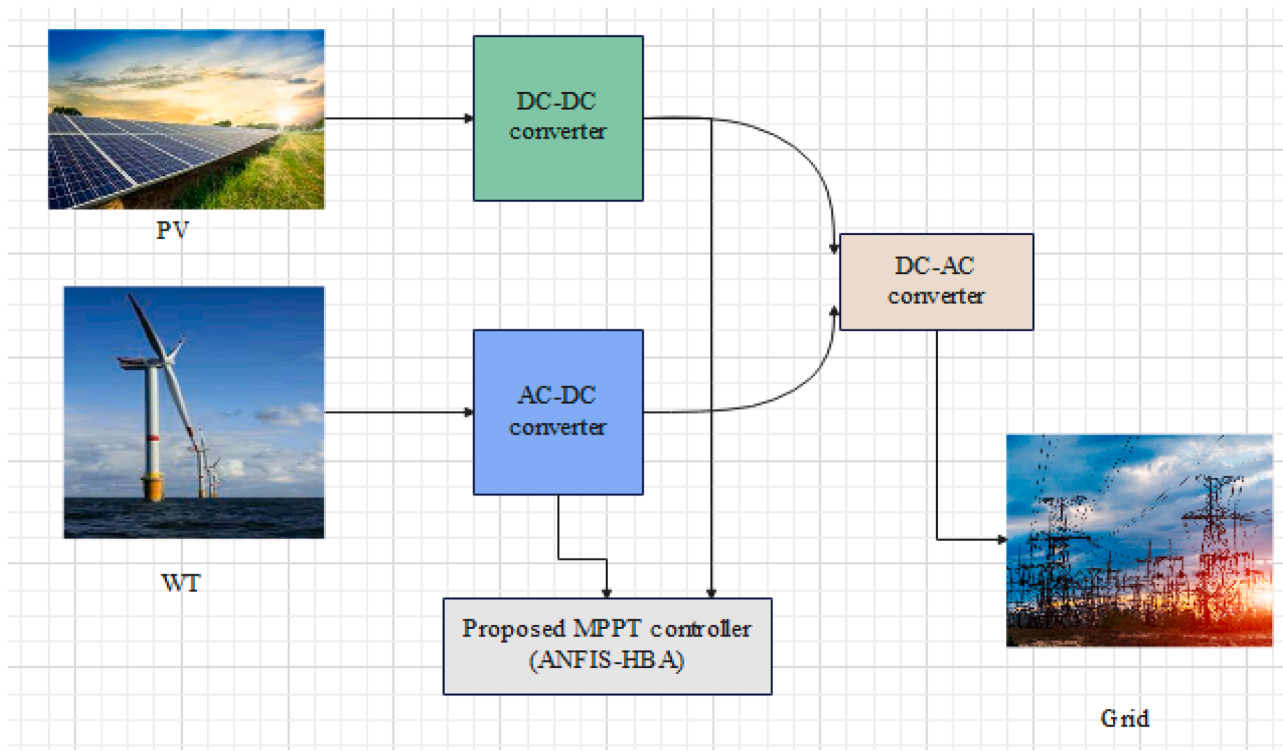 DC-DC
converter
PV
DC-AC
converter
AC-DC
converter
WT
Proposed MPPT controller
(ANFIS-HBA)
Grid